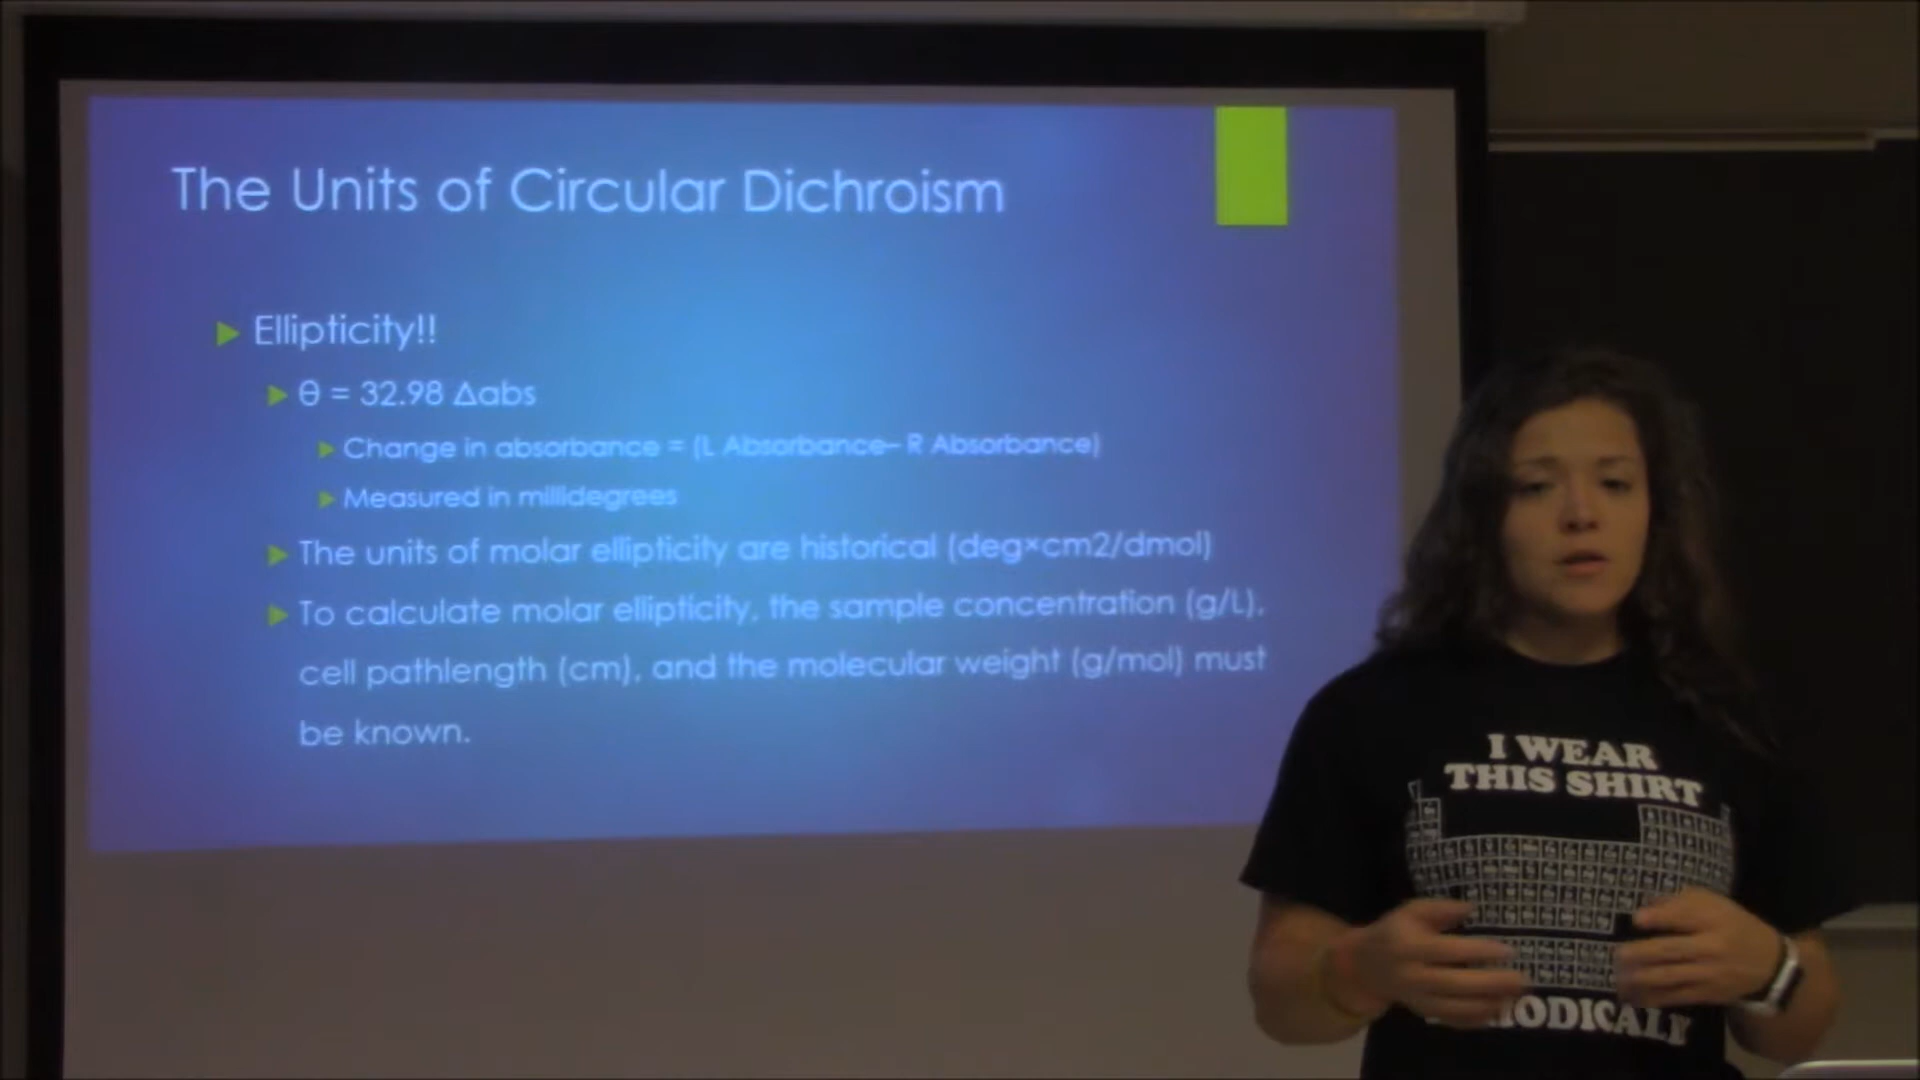 The Units of Circular Dichroism
Ellipticity!!
θ = 32.98 Δabs
Change in absorbance = (L Absorbance– R Absorbance)
Measured in millidegrees
The units of molar ellipticity are historical (deg×cm2/dmol)
To calculate molar ellipticity, the sample concentration (g/L),
cell pathlength (cm), and the molecular weight (g/mol) must
be known.
I WEAR
THIS SHIRT